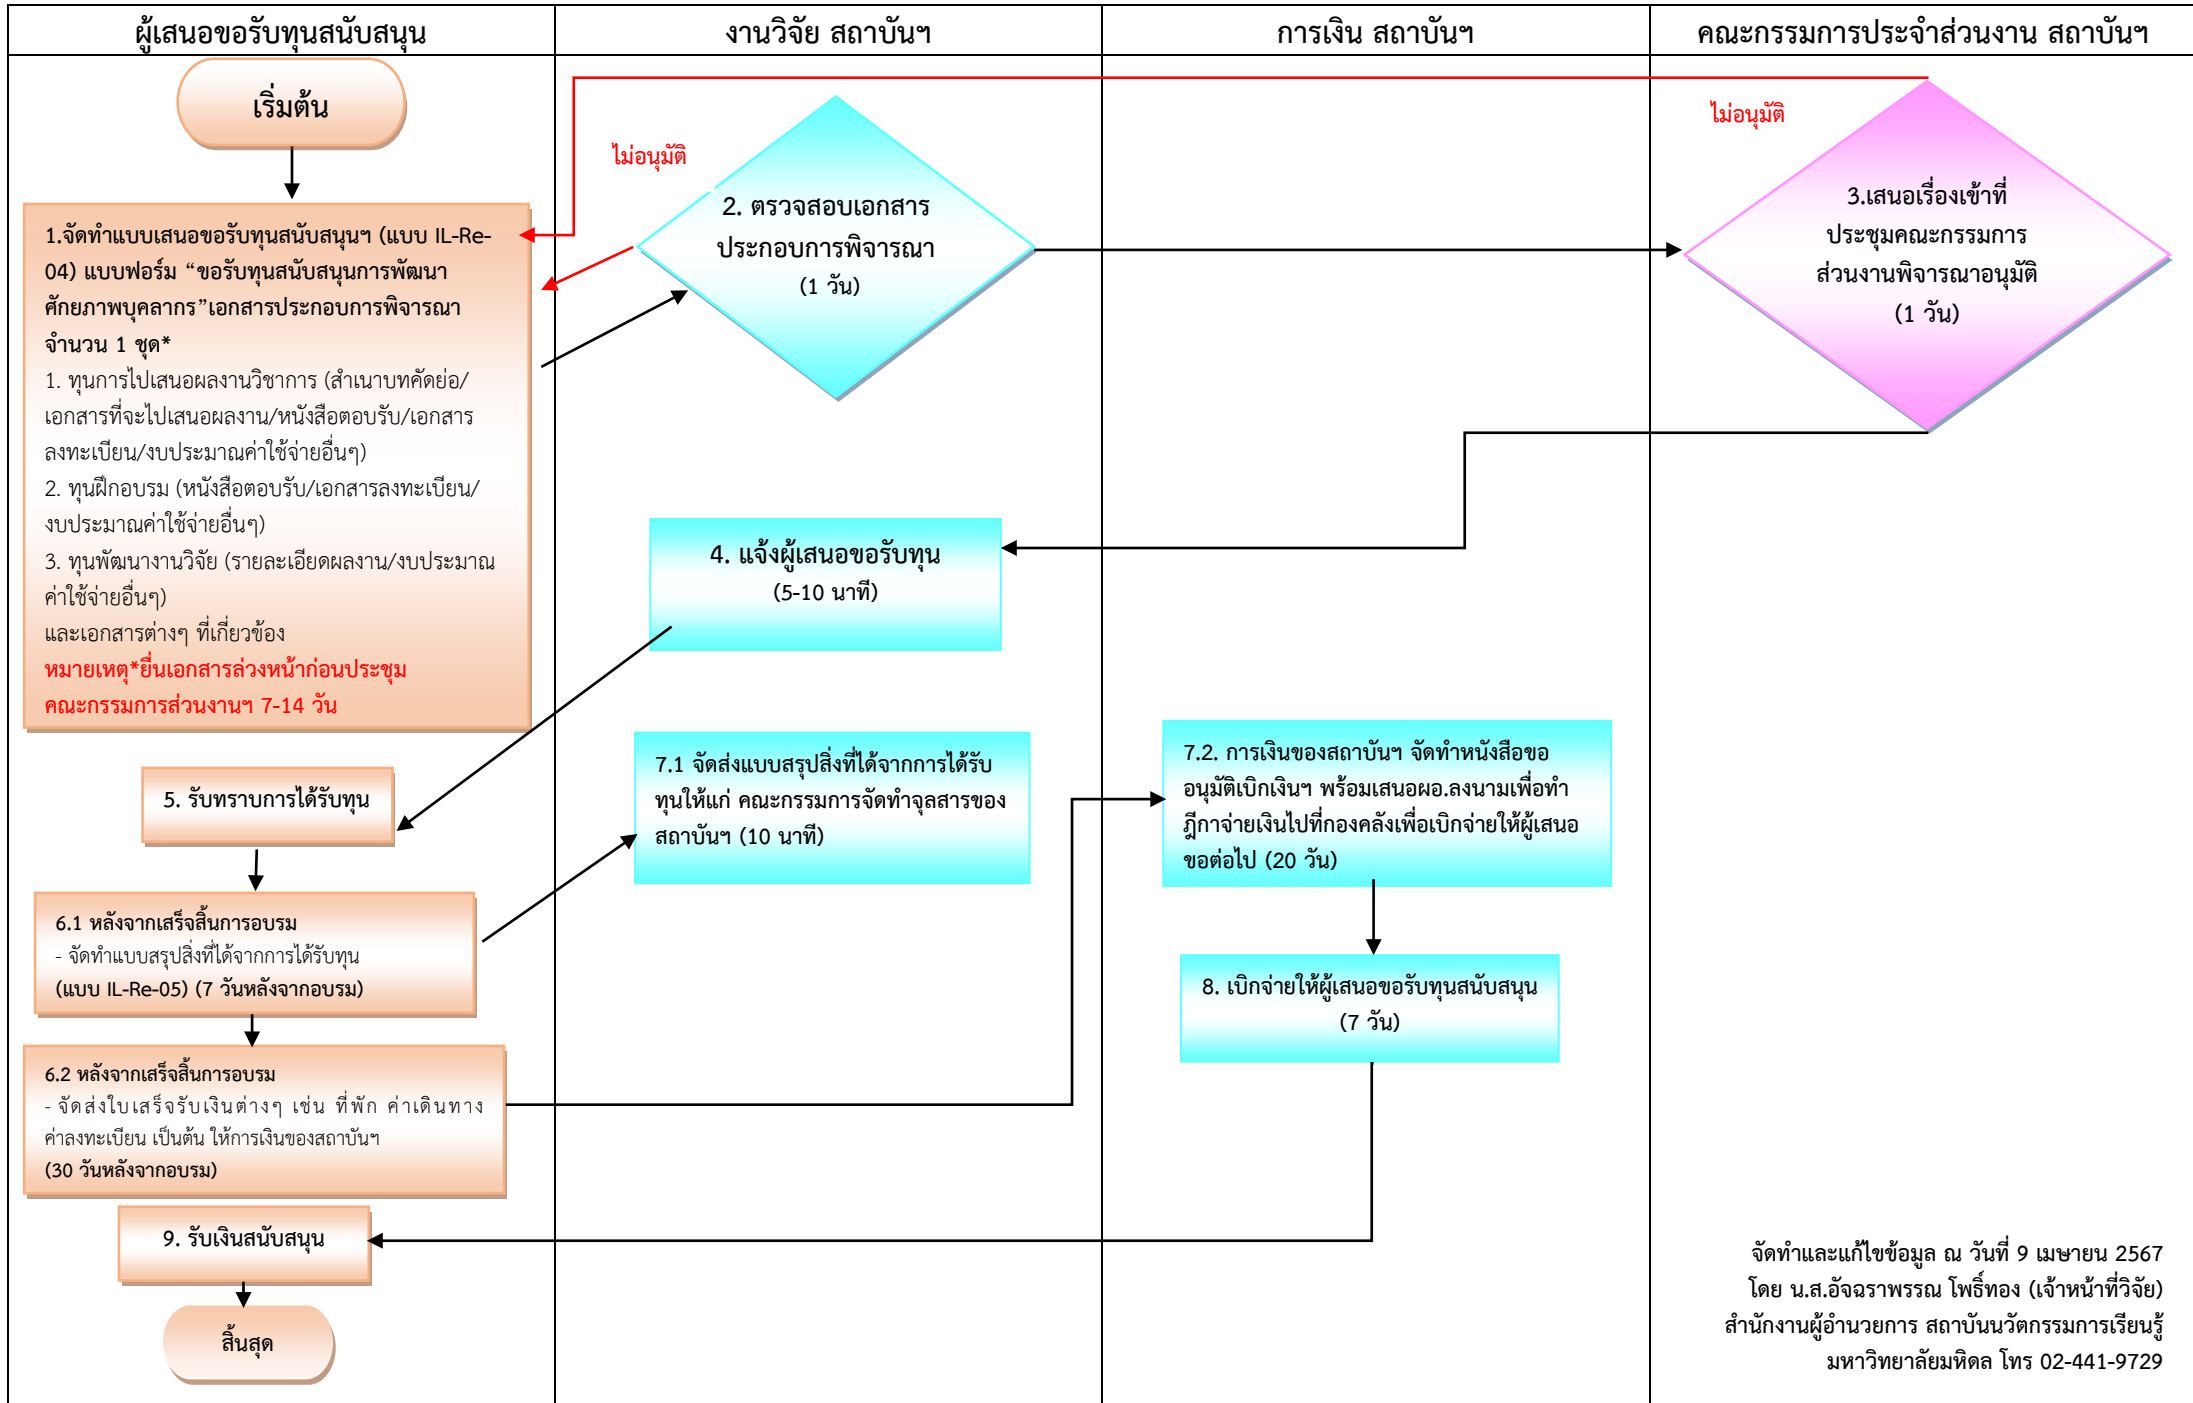 ผู้เสนอขอรับทุนสนับสนุน
งานวิจัย สถาบันฯ
การเงิน สถาบันฯ
คณะกรรมการประจำส่วนงาน สถาบันฯ
เริ่มต้น
ไม่อนุมัติ
2. ตรวจสอบเอกสาร
ประกอบการพิจารณา
(1 วัน)
ไม่อนุมัติ
3.เสนอเรื่องเข้าที่
ประชุมคณะกรรมการ
ส่วนงานพิจารณาอนุมัติ
(1 วัน)
1.จัดทำแบบเสนอขอรับทุนสนับสนุนฯ (แบบ IL-Re-
04) แบบฟอร์ม “ขอรับทุนสนับสนุนการพัฒนา
ศักยภาพบุคลากร”เอกสารประกอบการพิจารณา
จำนวน 1 ชุด*
1. ทุนการไปเสนอผลงานวิชาการ (สำเนาบทคัดย่อ/
เอกสารที่จะไปเสนอผลงาน/หนังสือตอบรับ/เอกสาร
ลงทะเบียน/งบประมาณค่าใช้จ่ายอื่นๆ)
2. ทุนฝึกอบรม (หนังสือตอบรับ/เอกสารลงทะเบียน/
งบประมาณค่าใช้จ่ายอื่นๆ)
3. ทุนพัฒนางานวิจัย (รายละเอียดผลงาน/งบประมาณ
ค่าใช้จ่ายอื่นๆ)
และเอกสารต่างๆ ที่เกี่ยวข้อง
หมายเหตุ*ยื่นเอกสารล่วงหน้าก่อนประชุม
คณะกรรมการส่วนงานฯ 7-14 วัน
4. แจ้งผู้เสนอขอรับทุน
(5-10 นาที)
5. รับทราบการได้รับทุน
6.1 หลังจากเสร็จสิ้นการอบรม
- จัดทำแบบสรุปสิ่งที่ได้จากการได้รับทุน
(แบบ IL-Re-05) (7 วันหลังจากอบรม)
6.2 หลังจากเสร็จสิ้นการอบรม
- จัดส่งใบเสร็จรับเงินต่างๆ เช่น ที่พัก ค่าเดินทาง
ค่าลงทะเบียน เป็นต้น ให้การเงินของสถาบันฯ
(30 วันหลังจากอบรม)
7.1 จัดส่งแบบสรุปสิ่งที่ได้จากการได้รับ
ทุนให้แก่ คณะกรรมการจัดทำจุลสารของ
สถาบันฯ (10 นาที)
7.2. การเงินของสถาบันฯ จัดทำหนังสือขอ
อนุมัติเบิกเงินฯ พร้อมเสนอผอ.ลงนามเพื่อทำ
ฎีกาจ่ายเงินไปที่กองคลังเพื่อเบิกจ่ายให้ผู้เสนอ
ขอต่อไป (20 วัน)
8. เบิกจ่ายให้ผู้เสนอขอรับทุนสนับสนุน
(7 วัน)
9. รับเงินสนับสนุน
สิ้นสุด
จัดทำและแก้ไขข้อมูล ณ วันที่ 9 เมษายน 2567
โดย น.ส.อัจฉราพรรณ โพธิ์ทอง (เจ้าหน้าที่วิจัย)
สำนักงานผู้อำนวยการ สถาบันนวัตกรรมการเรียนรู้
มหาวิทยาลัยมหิดล โทร 02-441-9729